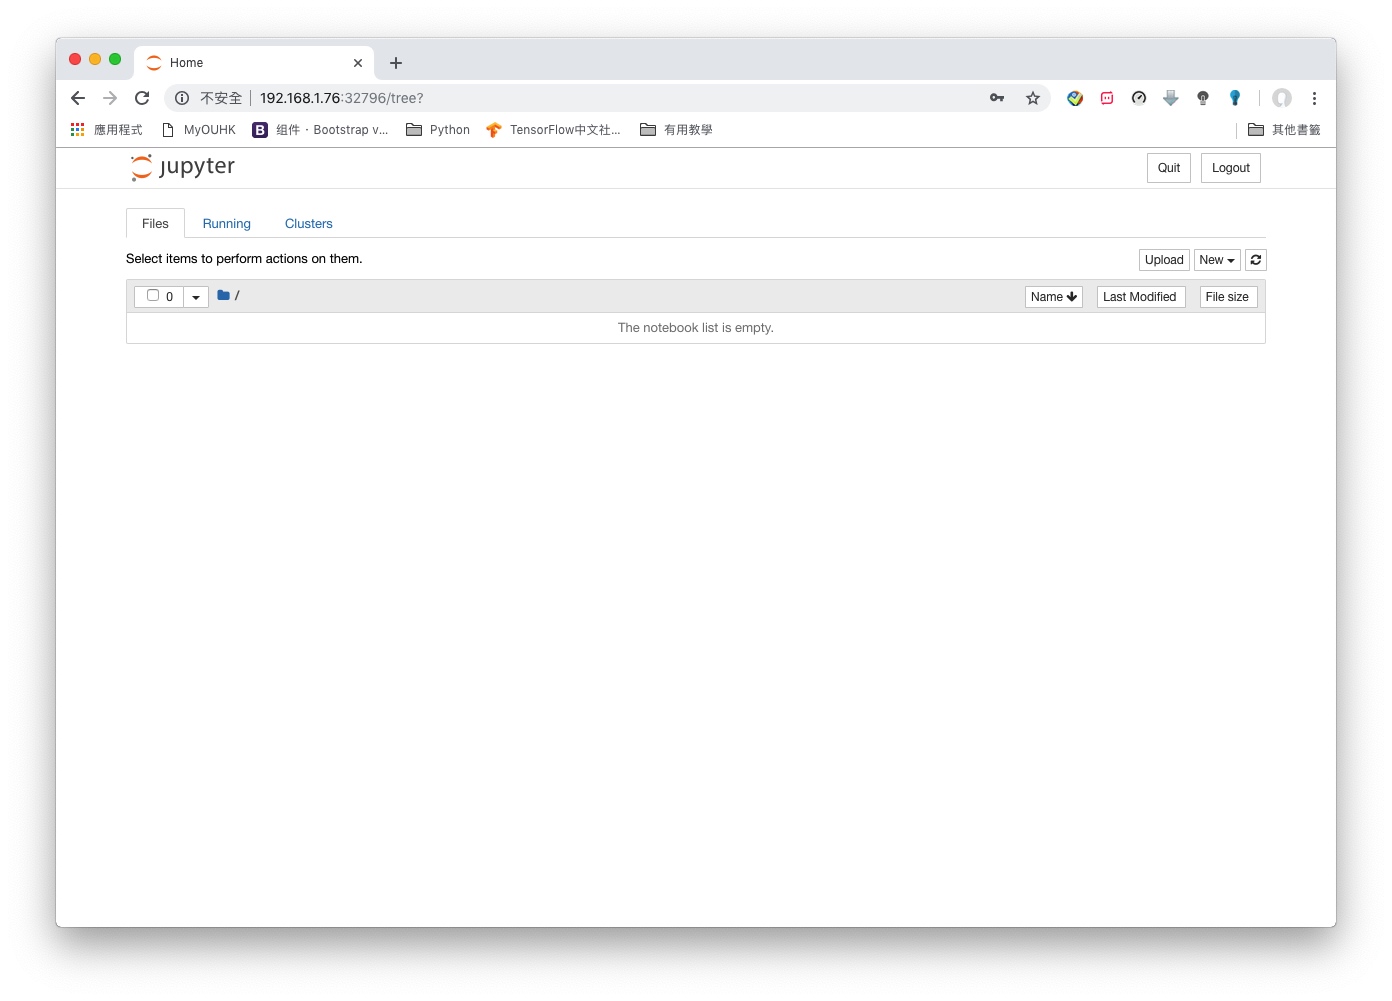 Home
不安全 192.168.1.76:32796/tree?
應用程式 MyOUHK B 组件 · Bootstrap v... Python TensorFlow中文社... 有用教學 其他書籤
jupyter Quit Logout
Files Running Clusters
Select items to perform actions on them. Upload New
0 / Name Last Modified File size
The notebook list is empty.